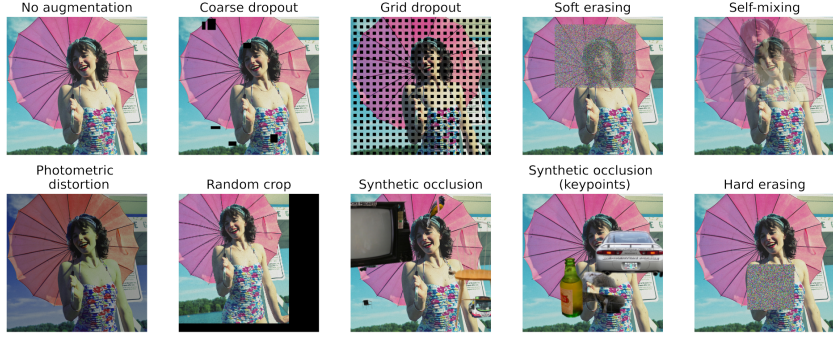 No augmentation
Coarse dropout
Grid dropout
Soft erasing
Self-mixing
Photometric
distortion
Random crop
Synthetic occlusion
Synthetic occlusion
(keypoints)
Hard erasing